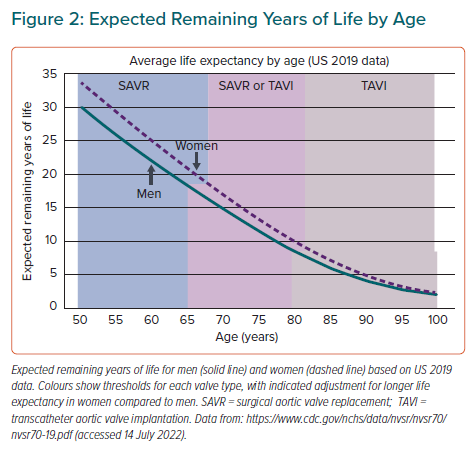 Figure 2: Expected Remaining Years of Life by Age
Average life expectancy by age (US 2019 data)
35
30
25
20
15
10
5
0
Expected remaining years of life
SAVR
SAVR or TAVI
TAVI
Women
Men
50 55 60 65 70 75 80 85 90 95 100
Age (years)
Expected remaining years of life for men (solid line) and women (dashed line) based on US 2019
data. Colours show thresholds for each valve type, with indicated adjustment for longer life
expectancy in women compared to men. SAVR = surgical aortic valve replacement; TAVI =
transcatheter aortic valve implantation. Data from: https://www.cdc.gov/nchs/data/nvsr/nvsr70/
nvsr70-19.pdf (accessed 14 July 2022).